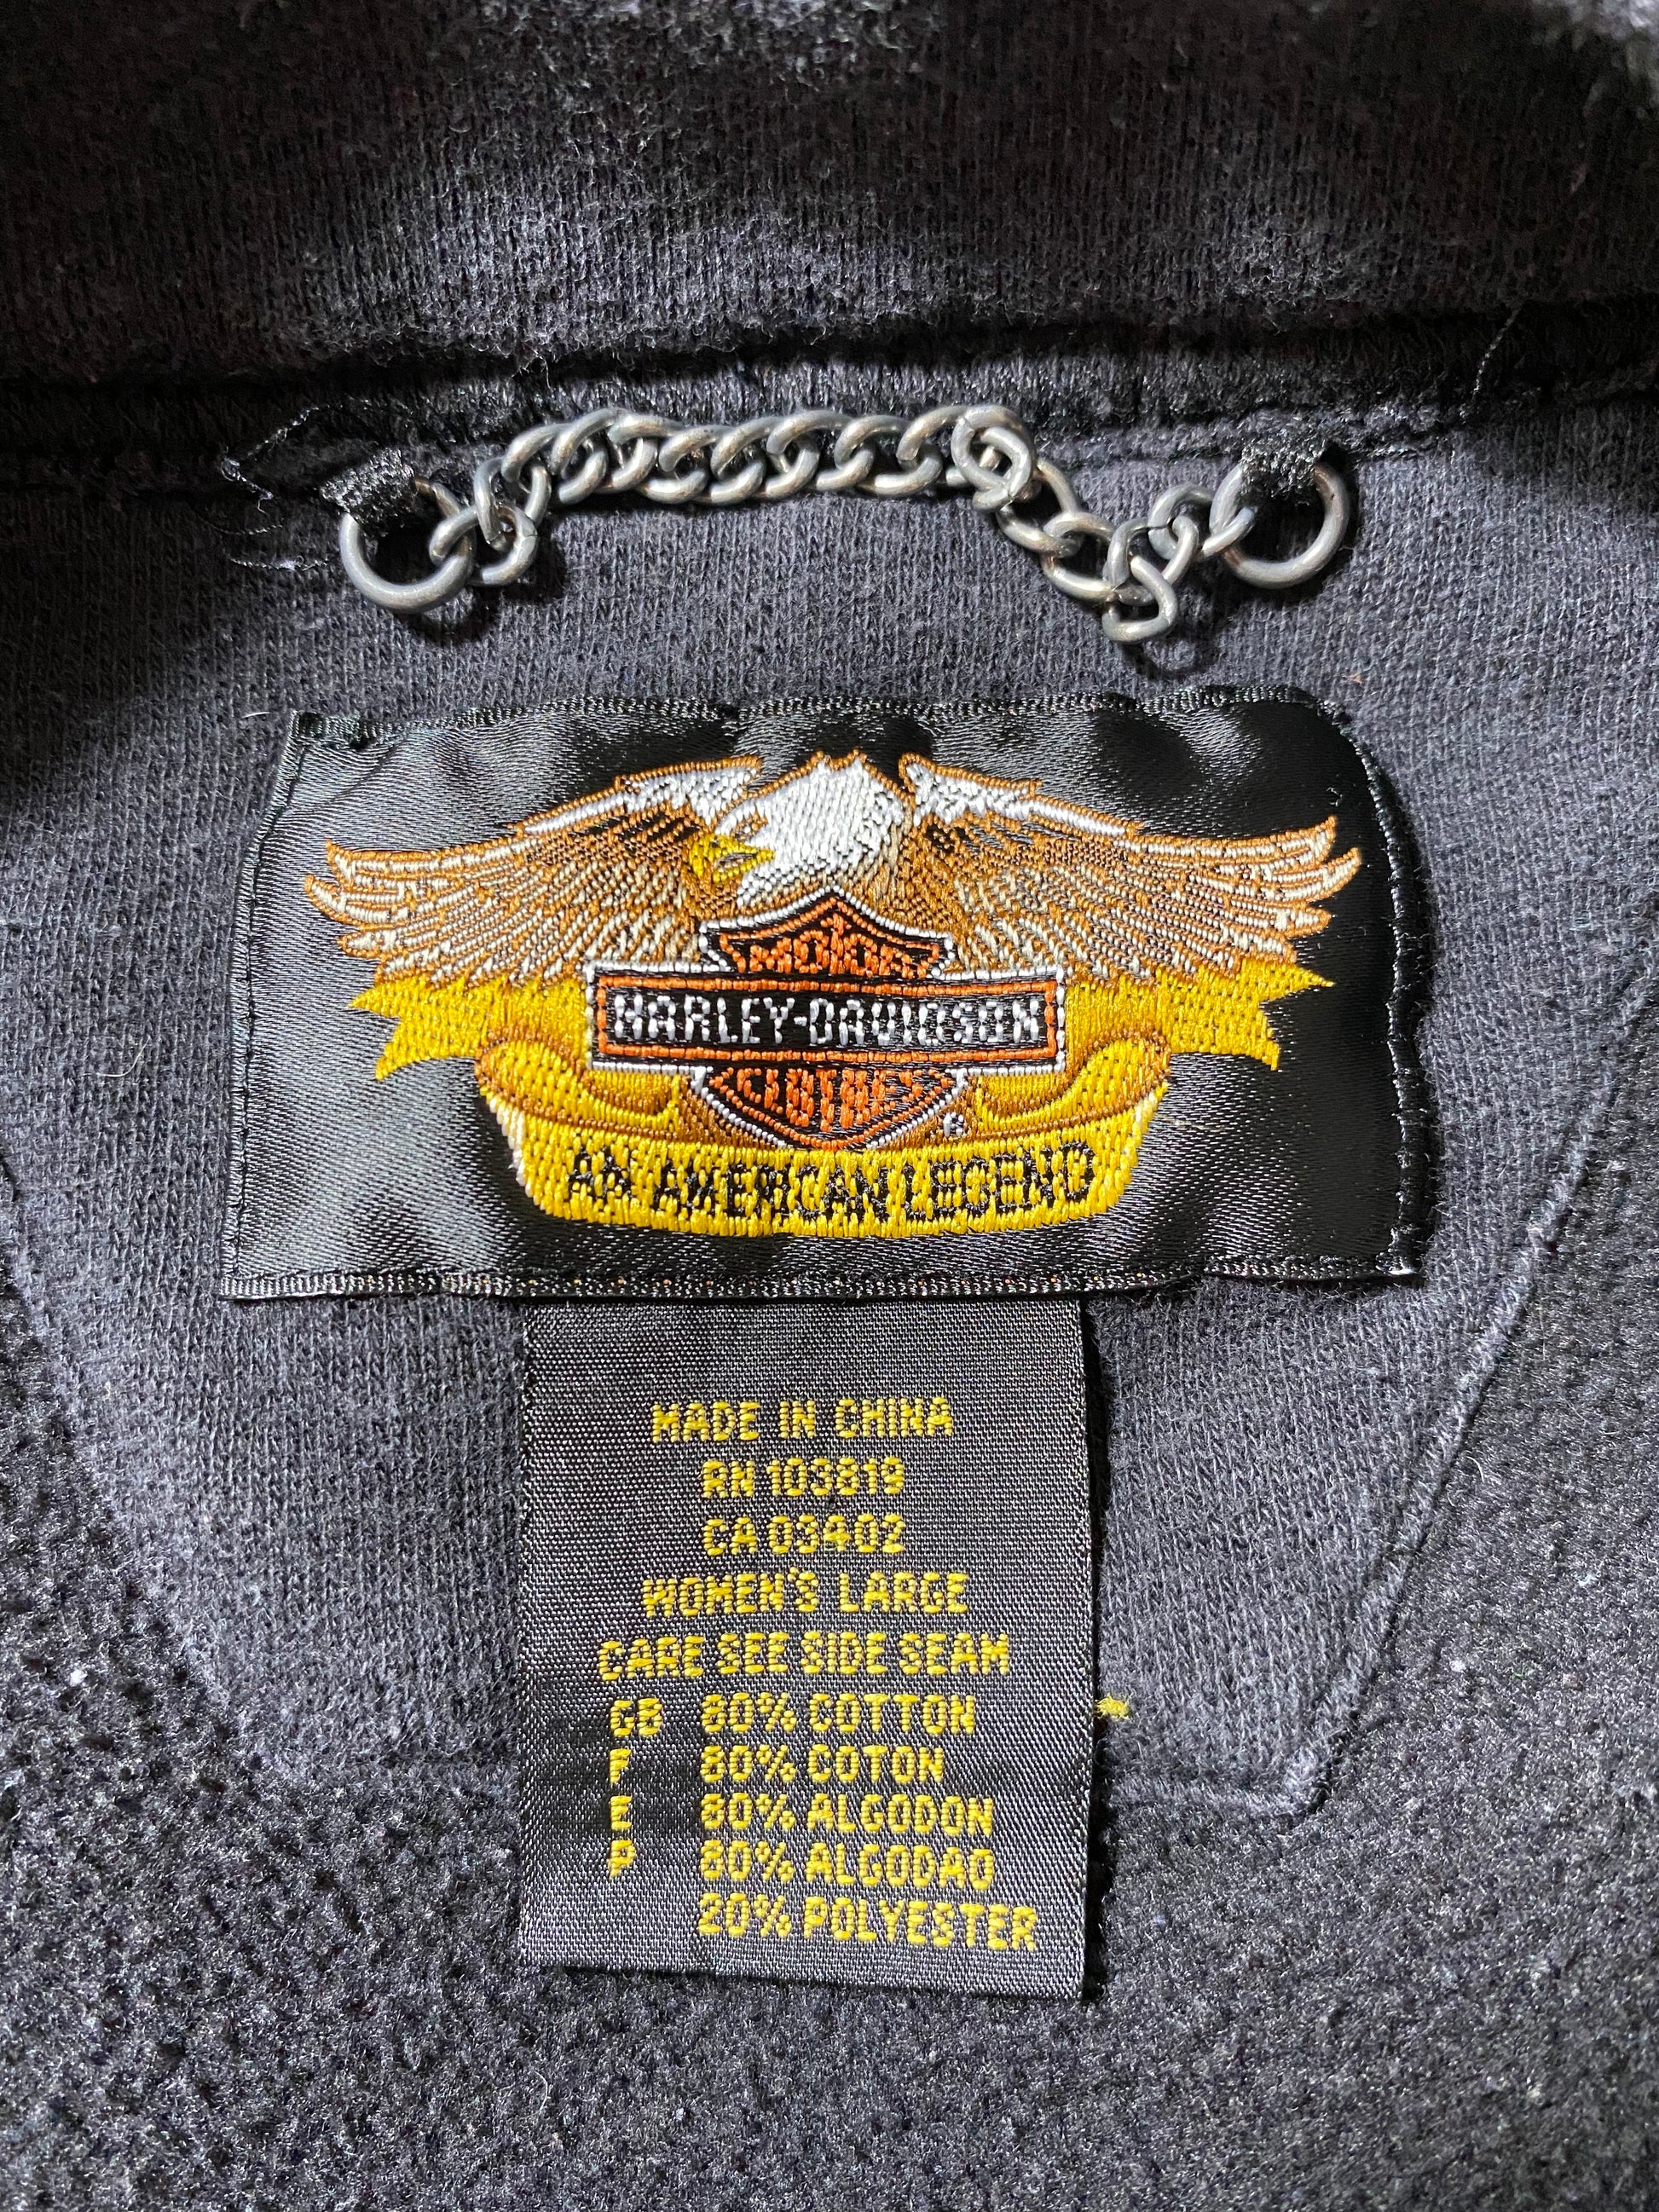 MOTOR
HARLEY-DAVIDSON
CLOTHES
®
AN AMERICAN LEGEND
MADE IN CHINA
RN 103819
CA 03402
WOMEN'S LARGE
CARE SEE SIDE SEAM
GB 80% COTTON
F 80% COTON
E 80% ALGODON
P 80% ALGODAO
20% POLYESTER